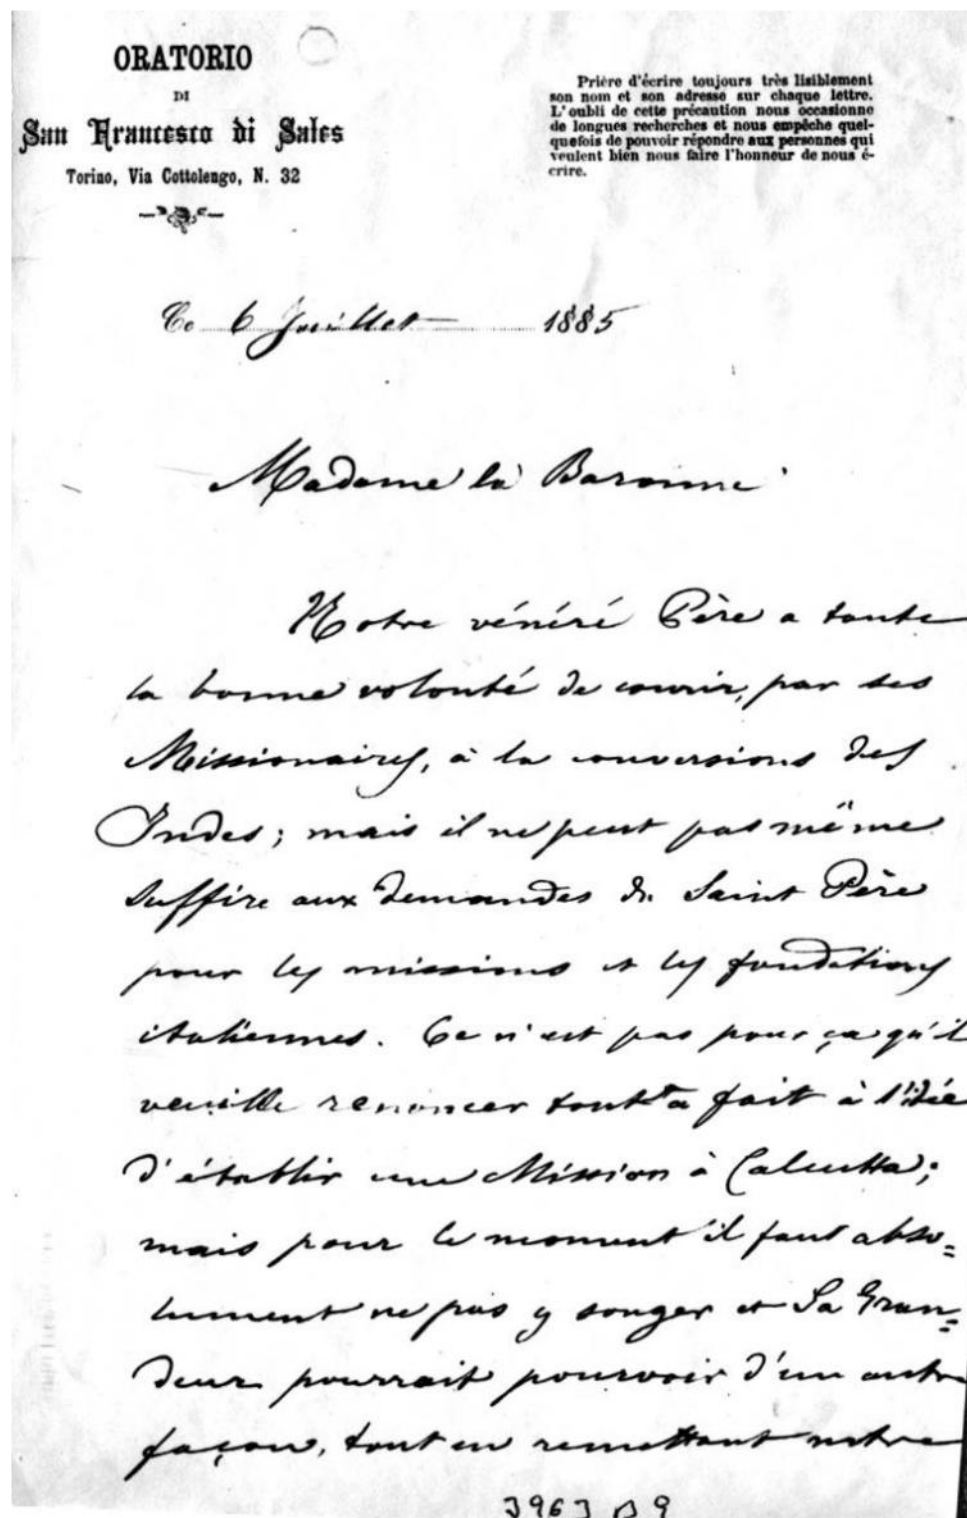 ORATORIO
DI
San Francesco di Sales
Torino, Via Cottolengo, N. 32
Prière d'écrire toujours très lisiblement
son nom et son adresse sur chaque lettre.
L'oubli de cette précaution nous occasionne
de longues recherches et nous empêche quel-
quefois de pouvoir répondre aux personnes qui
veulent bien nous faire l'honneur de nous é-
crire.
Ce 6 Juillet 1885
Madame la Baronne
Notre vénéré Père a toute
la bonne volonté de courir, par ses
Missionaires, à la conversions des
Indes; mais il ne peut pas même
suffire aux demandes du Saint Père
pour les missions et les fondations
italiennes. Ce n'est pas pour ça qu'il
veuille renoncer tout à fait à l'idée
d'établir une Mission à Calcutta;
mais pour le moment il faut abso=
lument ne pas y songer et Sa Gran=
deur pourrait pourvoir d'un autre
façon, tout en remettant notre
3963 D 9